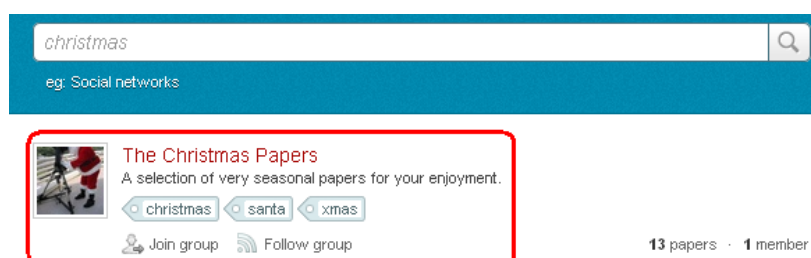 christmas
eg: Social networks
The Christmas Papers
A selection of very seasonal papers for your enjoyment.
christmas santa xmas
Join group Follow group 13 papers · 1 member